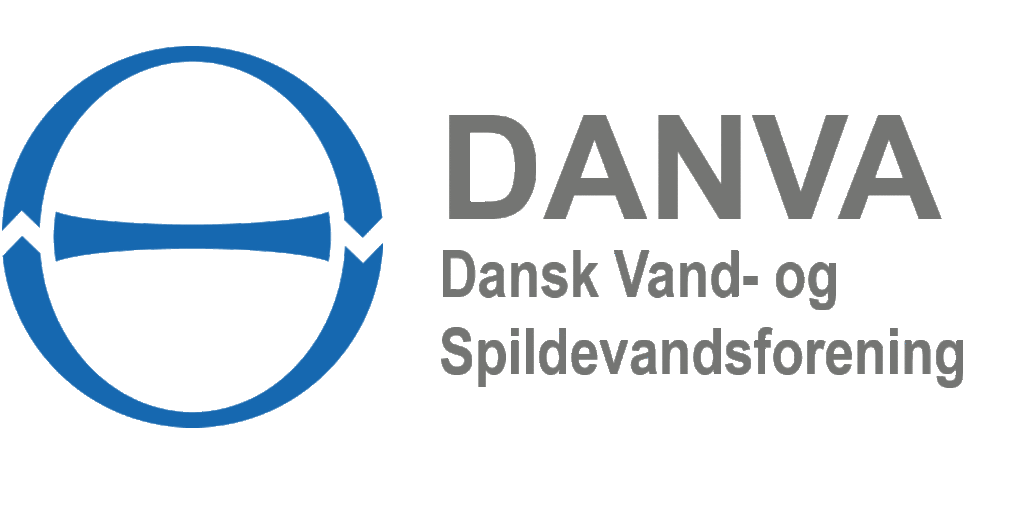 DANVA
Dansk Vand- og
Spildevandsforening